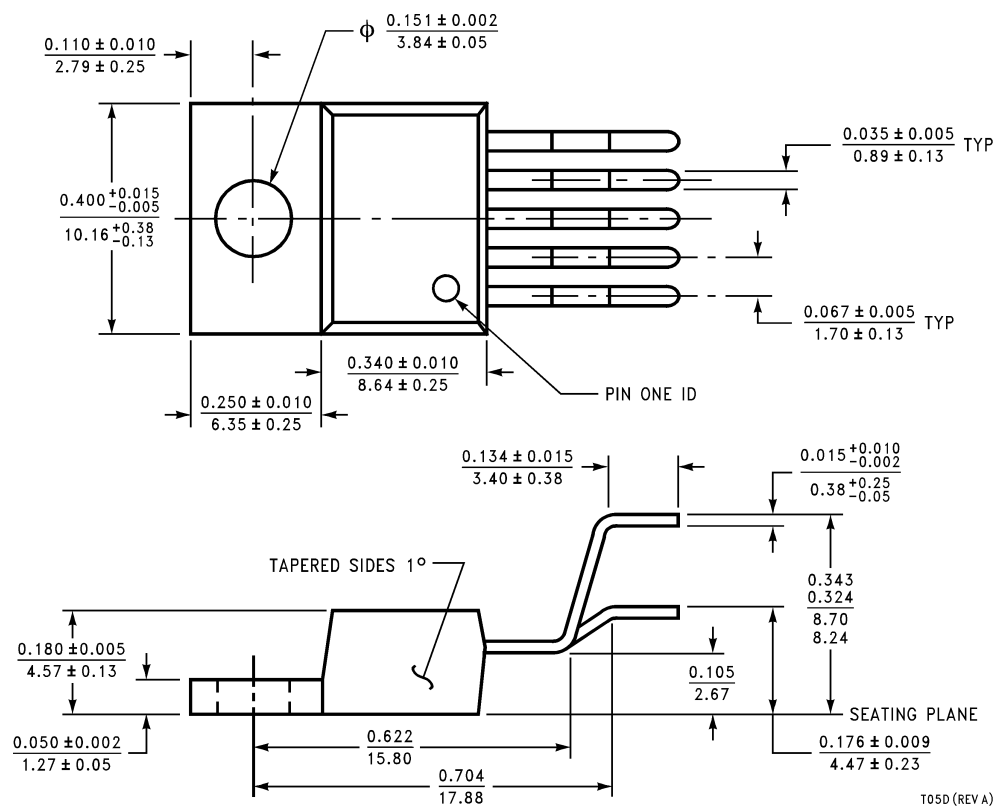 ϕ 0.151 ± 0.002
3.84 ± 0.05
0.110 ± 0.010
2.79 ± 0.25
0.035 ± 0.005 TYP
0.89 ± 0.13
0.400 +0.015 -0.005
10.16 +0.38 -0.13
0.067 ± 0.005 TYP
1.70 ± 0.13
0.340 ± 0.010
8.64 ± 0.25
PIN ONE ID
0.250 ± 0.010
6.35 ± 0.25
0.134 ± 0.015
3.40 ± 0.38
0.015 +0.010 -0.002
0.38 +0.25 -0.05
TAPERED SIDES 1°
0.343
0.324
8.70
8.24
0.180 ± 0.005
4.57 ± 0.13
0.105
2.67
SEATING PLANE
0.050 ± 0.002
1.27 ± 0.05
0.622
15.80
0.176 ± 0.009
4.47 ± 0.23
0.704
17.88
T05D (REV A)